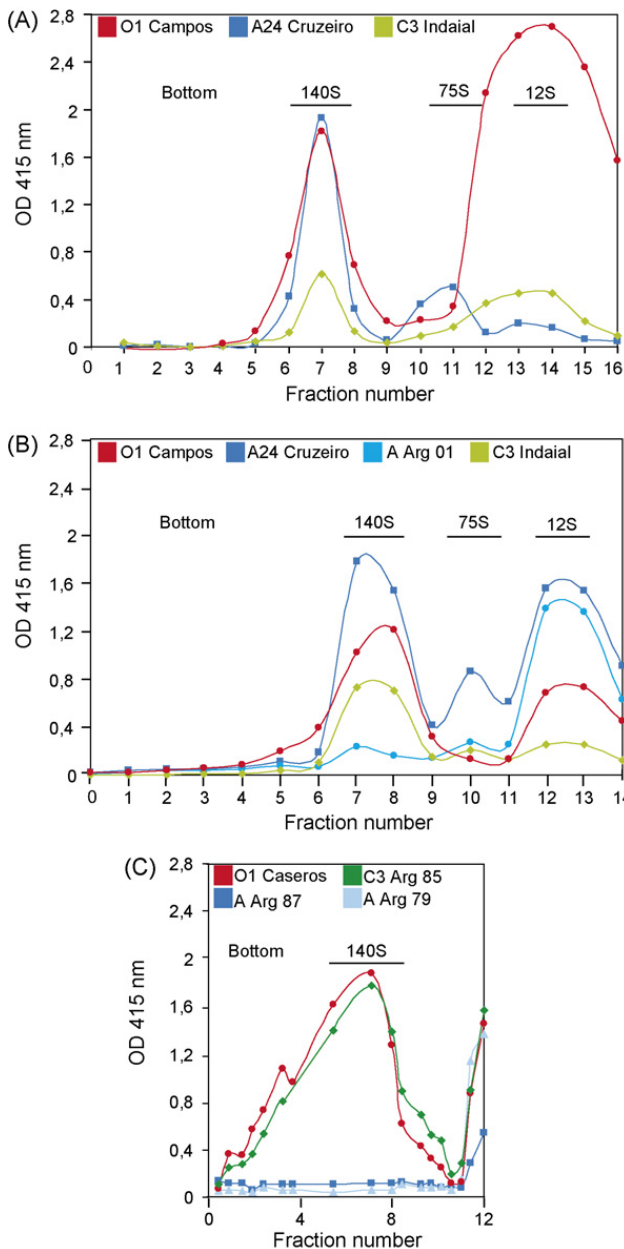 (A)
O1 Campos A24 Cruzeiro C3 Indaial
2,8
2,4
2
1,6
1,2
0,8
0,4
0
OD 415 nm
Bottom 140S 75S 12S
0 1 2 3 4 5 6 7 8 9 10 11 12 13 14 15 16
Fraction number
(B)
O1 Campos A24 Cruzeiro A Arg 01 C3 Indaial
2,8
2,4
2
1,6
1,2
0,8
0,4
0
OD 415 nm
Bottom 140S 75S 12S
0 1 2 3 4 5 6 7 8 9 10 11 12 13 14
Fraction number
(C)
O1 Caseros C3 Arg 85
A Arg 87 A Arg 79
2,8
2,4
2
1,6
1,2
0,8
0,4
0
OD 415 nm
Bottom 140S
0 4 8 12
Fraction number